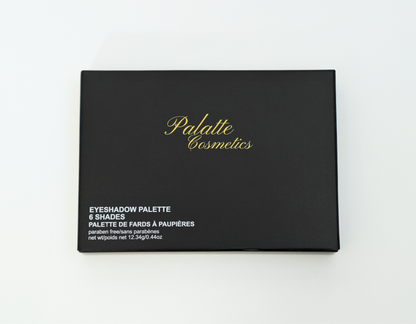 Palatte
Cosmetics
EYESHADOW PALETTE
6 SHADES
PALETTE DE FARDS À PAUPIÈRES
paraben free/sans parabènes
net wt/poids net 12.34g/0.44oz